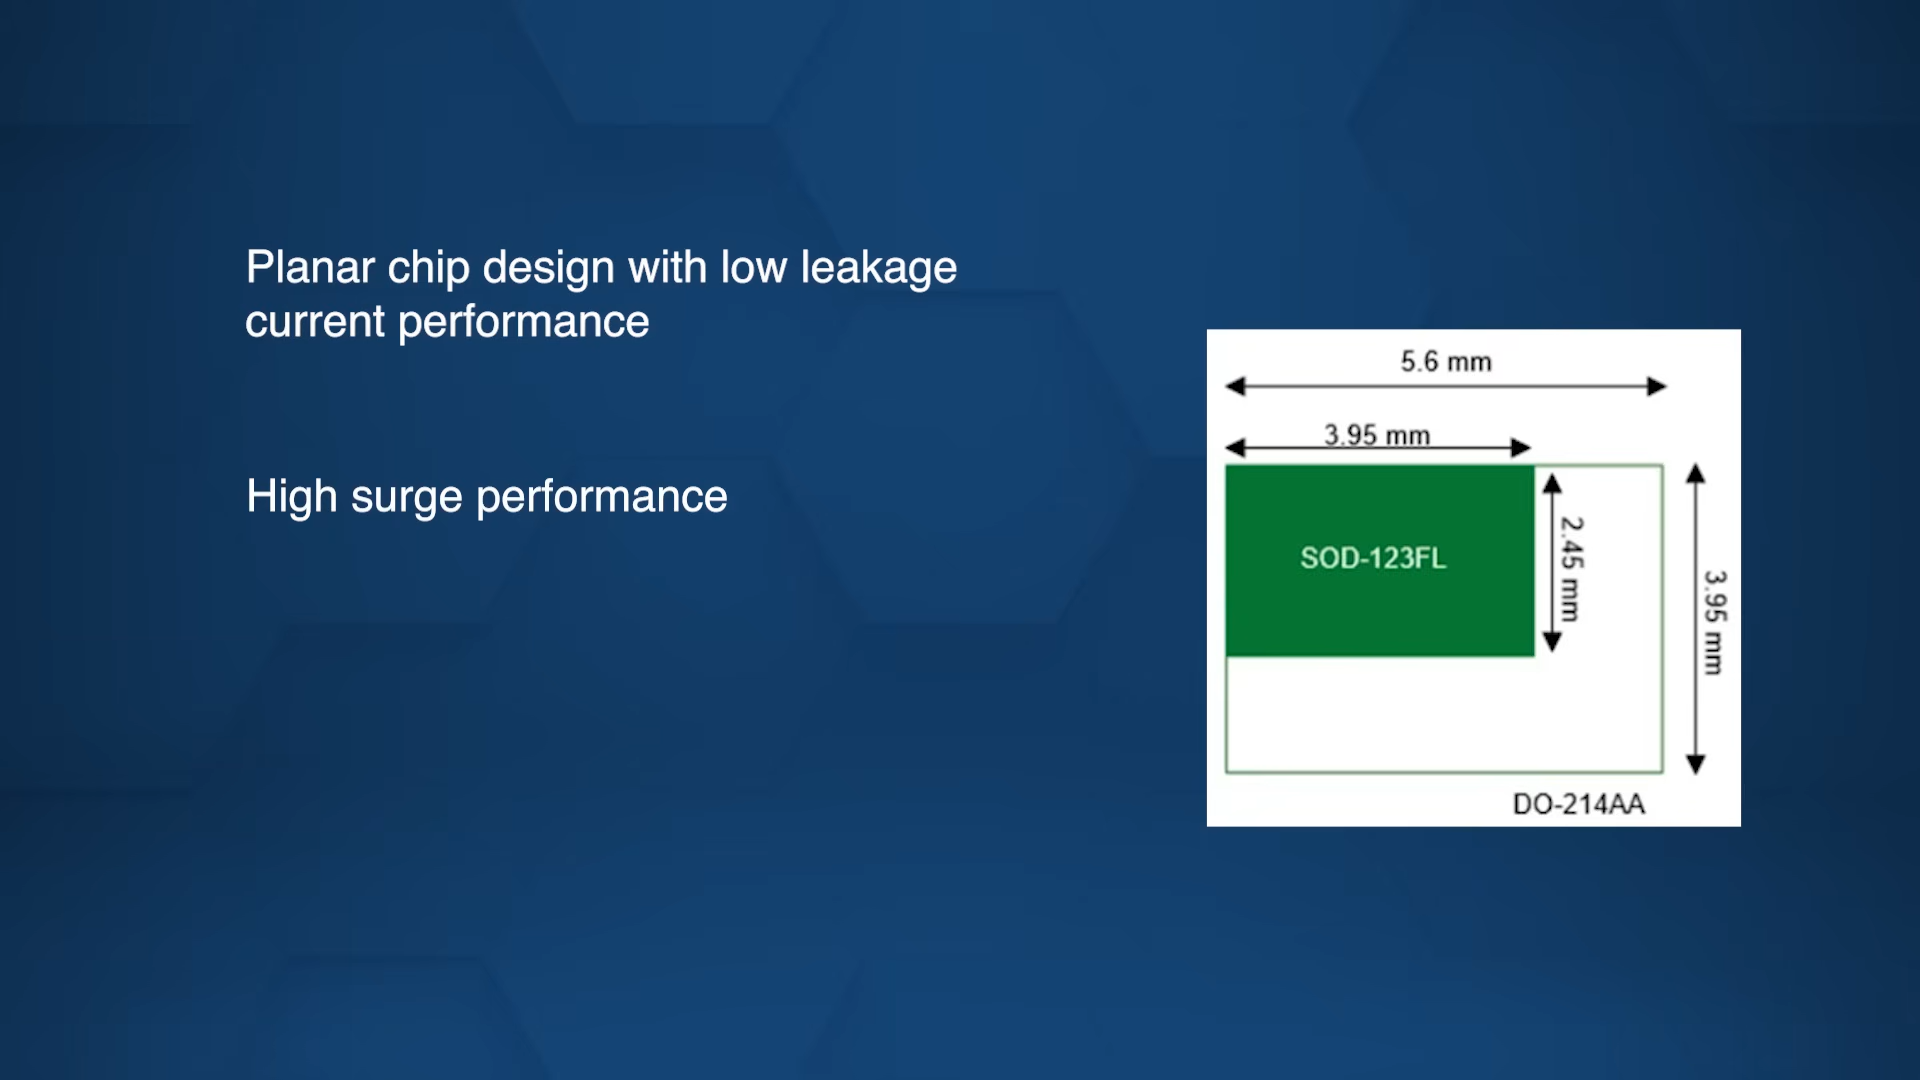 Planar chip design with low leakage
current performance
High surge performance
5.6 mm
3.95 mm
SOD-123FL
2.45 mm
3.95 mm
DO-214AA